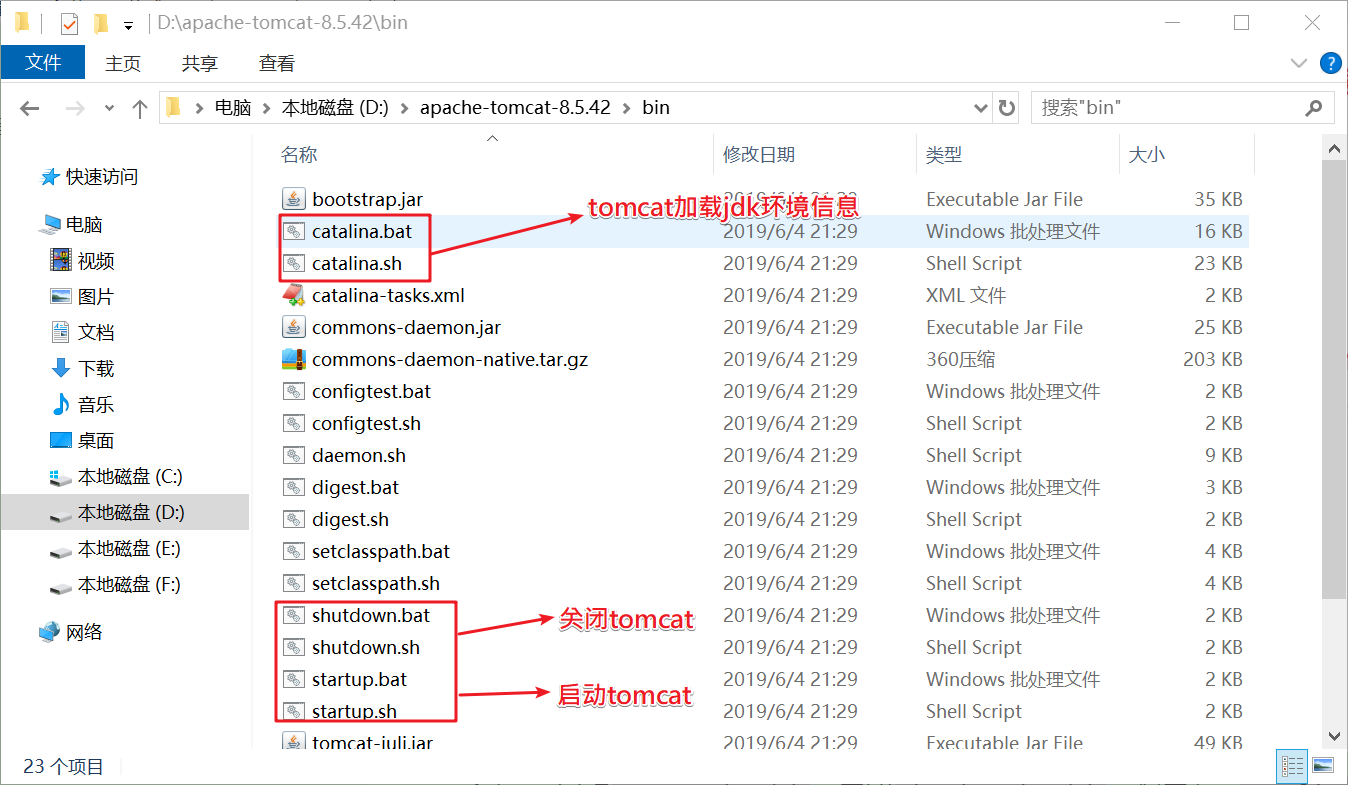 D:\apache-tomcat-8.5.42\bin
文件 主页 共享 查看
电脑 本地磁盘 (D:) apache-tomcat-8.5.42 bin
搜索"bin"
快速访问
电脑
视频
图片
文档
下载
音乐
桌面
本地磁盘 (C:)
本地磁盘 (D:)
本地磁盘 (E:)
本地磁盘 (F:)
网络
名称 修改日期 类型 大小
bootstrap.jar 2019/6/4 21:29 Executable Jar File 35 KB
tomcat加载jdk环境信息
catalina.bat 2019/6/4 21:29 Windows 批处理文件 16 KB
catalina.sh 2019/6/4 21:29 Shell Script 23 KB
catalina-tasks.xml 2019/6/4 21:29 XML 文件 2 KB
commons-daemon.jar 2019/6/4 21:29 Executable Jar File 25 KB
commons-daemon-native.tar.gz 2019/6/4 21:29 360压缩 203 KB
configtest.bat 2019/6/4 21:29 Windows 批处理文件 2 KB
configtest.sh 2019/6/4 21:29 Shell Script 2 KB
daemon.sh 2019/6/4 21:29 Shell Script 9 KB
digest.bat 2019/6/4 21:29 Windows 批处理文件 3 KB
digest.sh 2019/6/4 21:29 Shell Script 2 KB
setclasspath.bat 2019/6/4 21:29 Windows 批处理文件 4 KB
setclasspath.sh 2019/6/4 21:29 Shell Script 4 KB
shutdown.bat 关闭tomcat 2019/6/4 21:29 Windows 批处理文件 2 KB
shutdown.sh 2019/6/4 21:29 Shell Script 2 KB
startup.bat 2019/6/4 21:29 Windows 批处理文件 2 KB
启动tomcat
startup.sh 2019/6/4 21:29 Shell Script 2 KB
tomcat-juli.jar 2019/6/4 21:29 Executable Jar File 49 KB
23 个项目